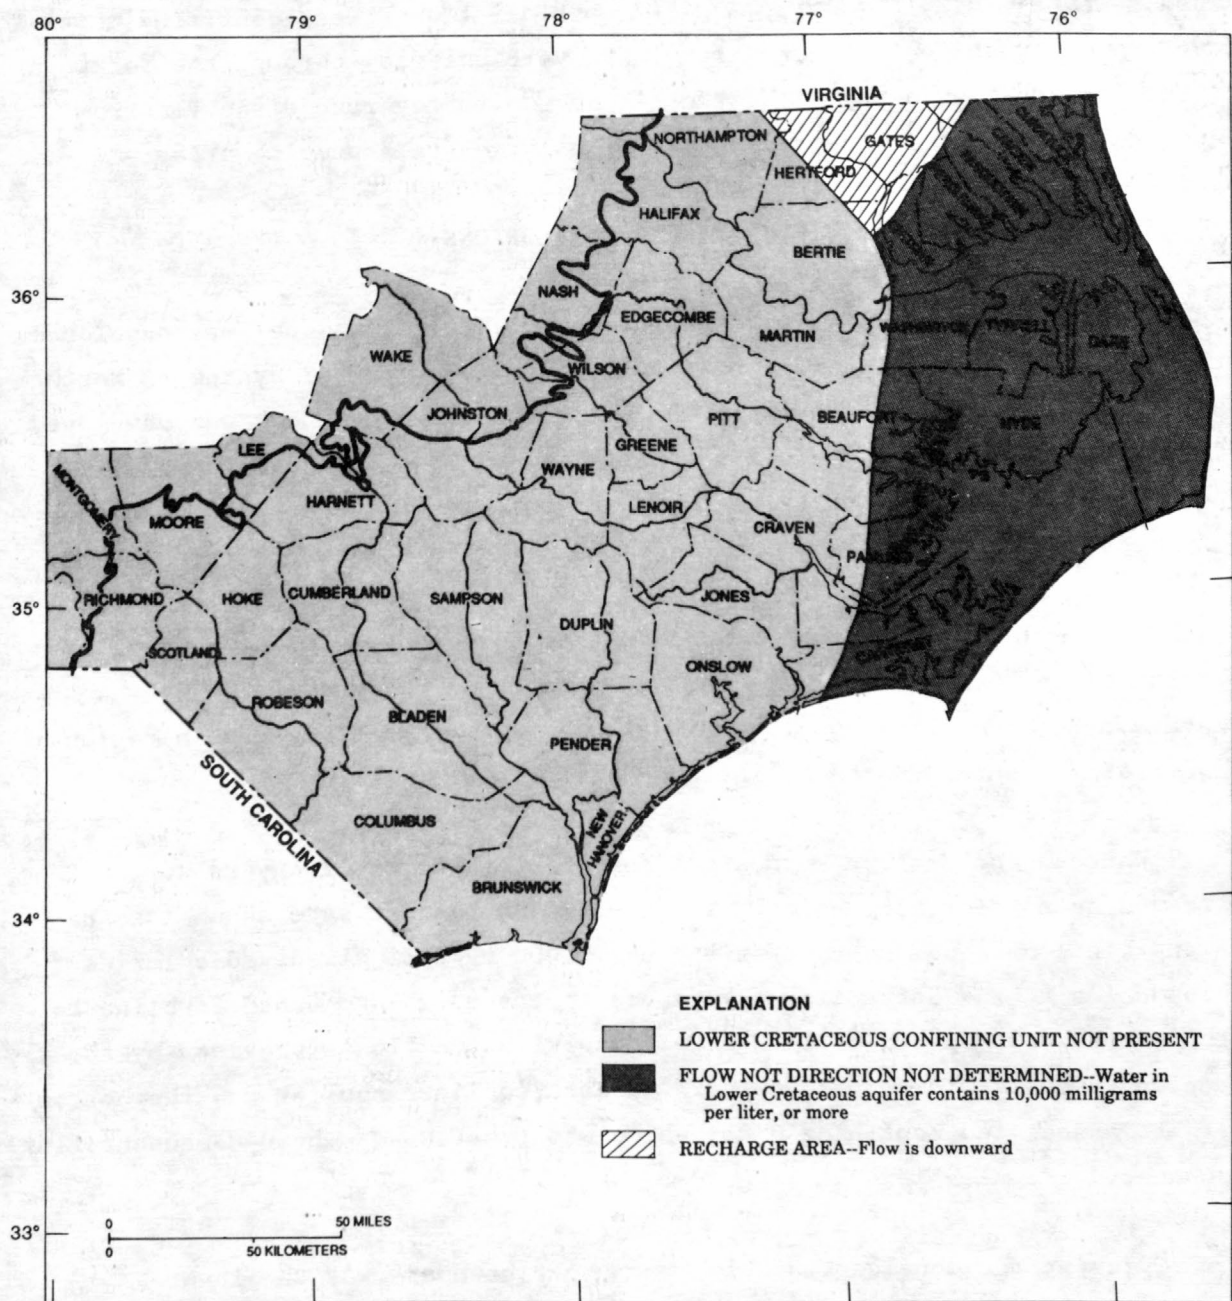 80°
79°
78°
77°
76°
VIRGINIA
NORTHAMPTON
GATES
HERTFORD
HALIFAX
BERTIE
36°
NASH
EDGECOMBE
MARTIN
WASHINGTON
TYRRELL
DARE
WAKE
WILSON
JOHNSTON
PITT
BEAUFORT
HYDE
LEE
GREENE
WAYNE
MONTGOMERY
MOORE
HARNETT
LENOIR
CRAVEN
PAMLICO
35°
RICHMOND
HOKE
CUMBERLAND
SAMPSON
JONES
DUPLIN
SCOTLAND
CARTERET
ONSLOW
ROBESON
BLADEN
PENDER
SOUTH CAROLINA
COLUMBUS
NEW
HANOVER
BRUNSWICK
34°
EXPLANATION
LOWER CRETACEOUS CONFINING UNIT NOT PRESENT
FLOW NOT DIRECTION NOT DETERMINED--Water in
Lower Cretaceous aquifer contains 10,000 milligrams
per liter, or more
RECHARGE AREA--Flow is downward
33°
0 50 MILES
0 50 KILOMETERS